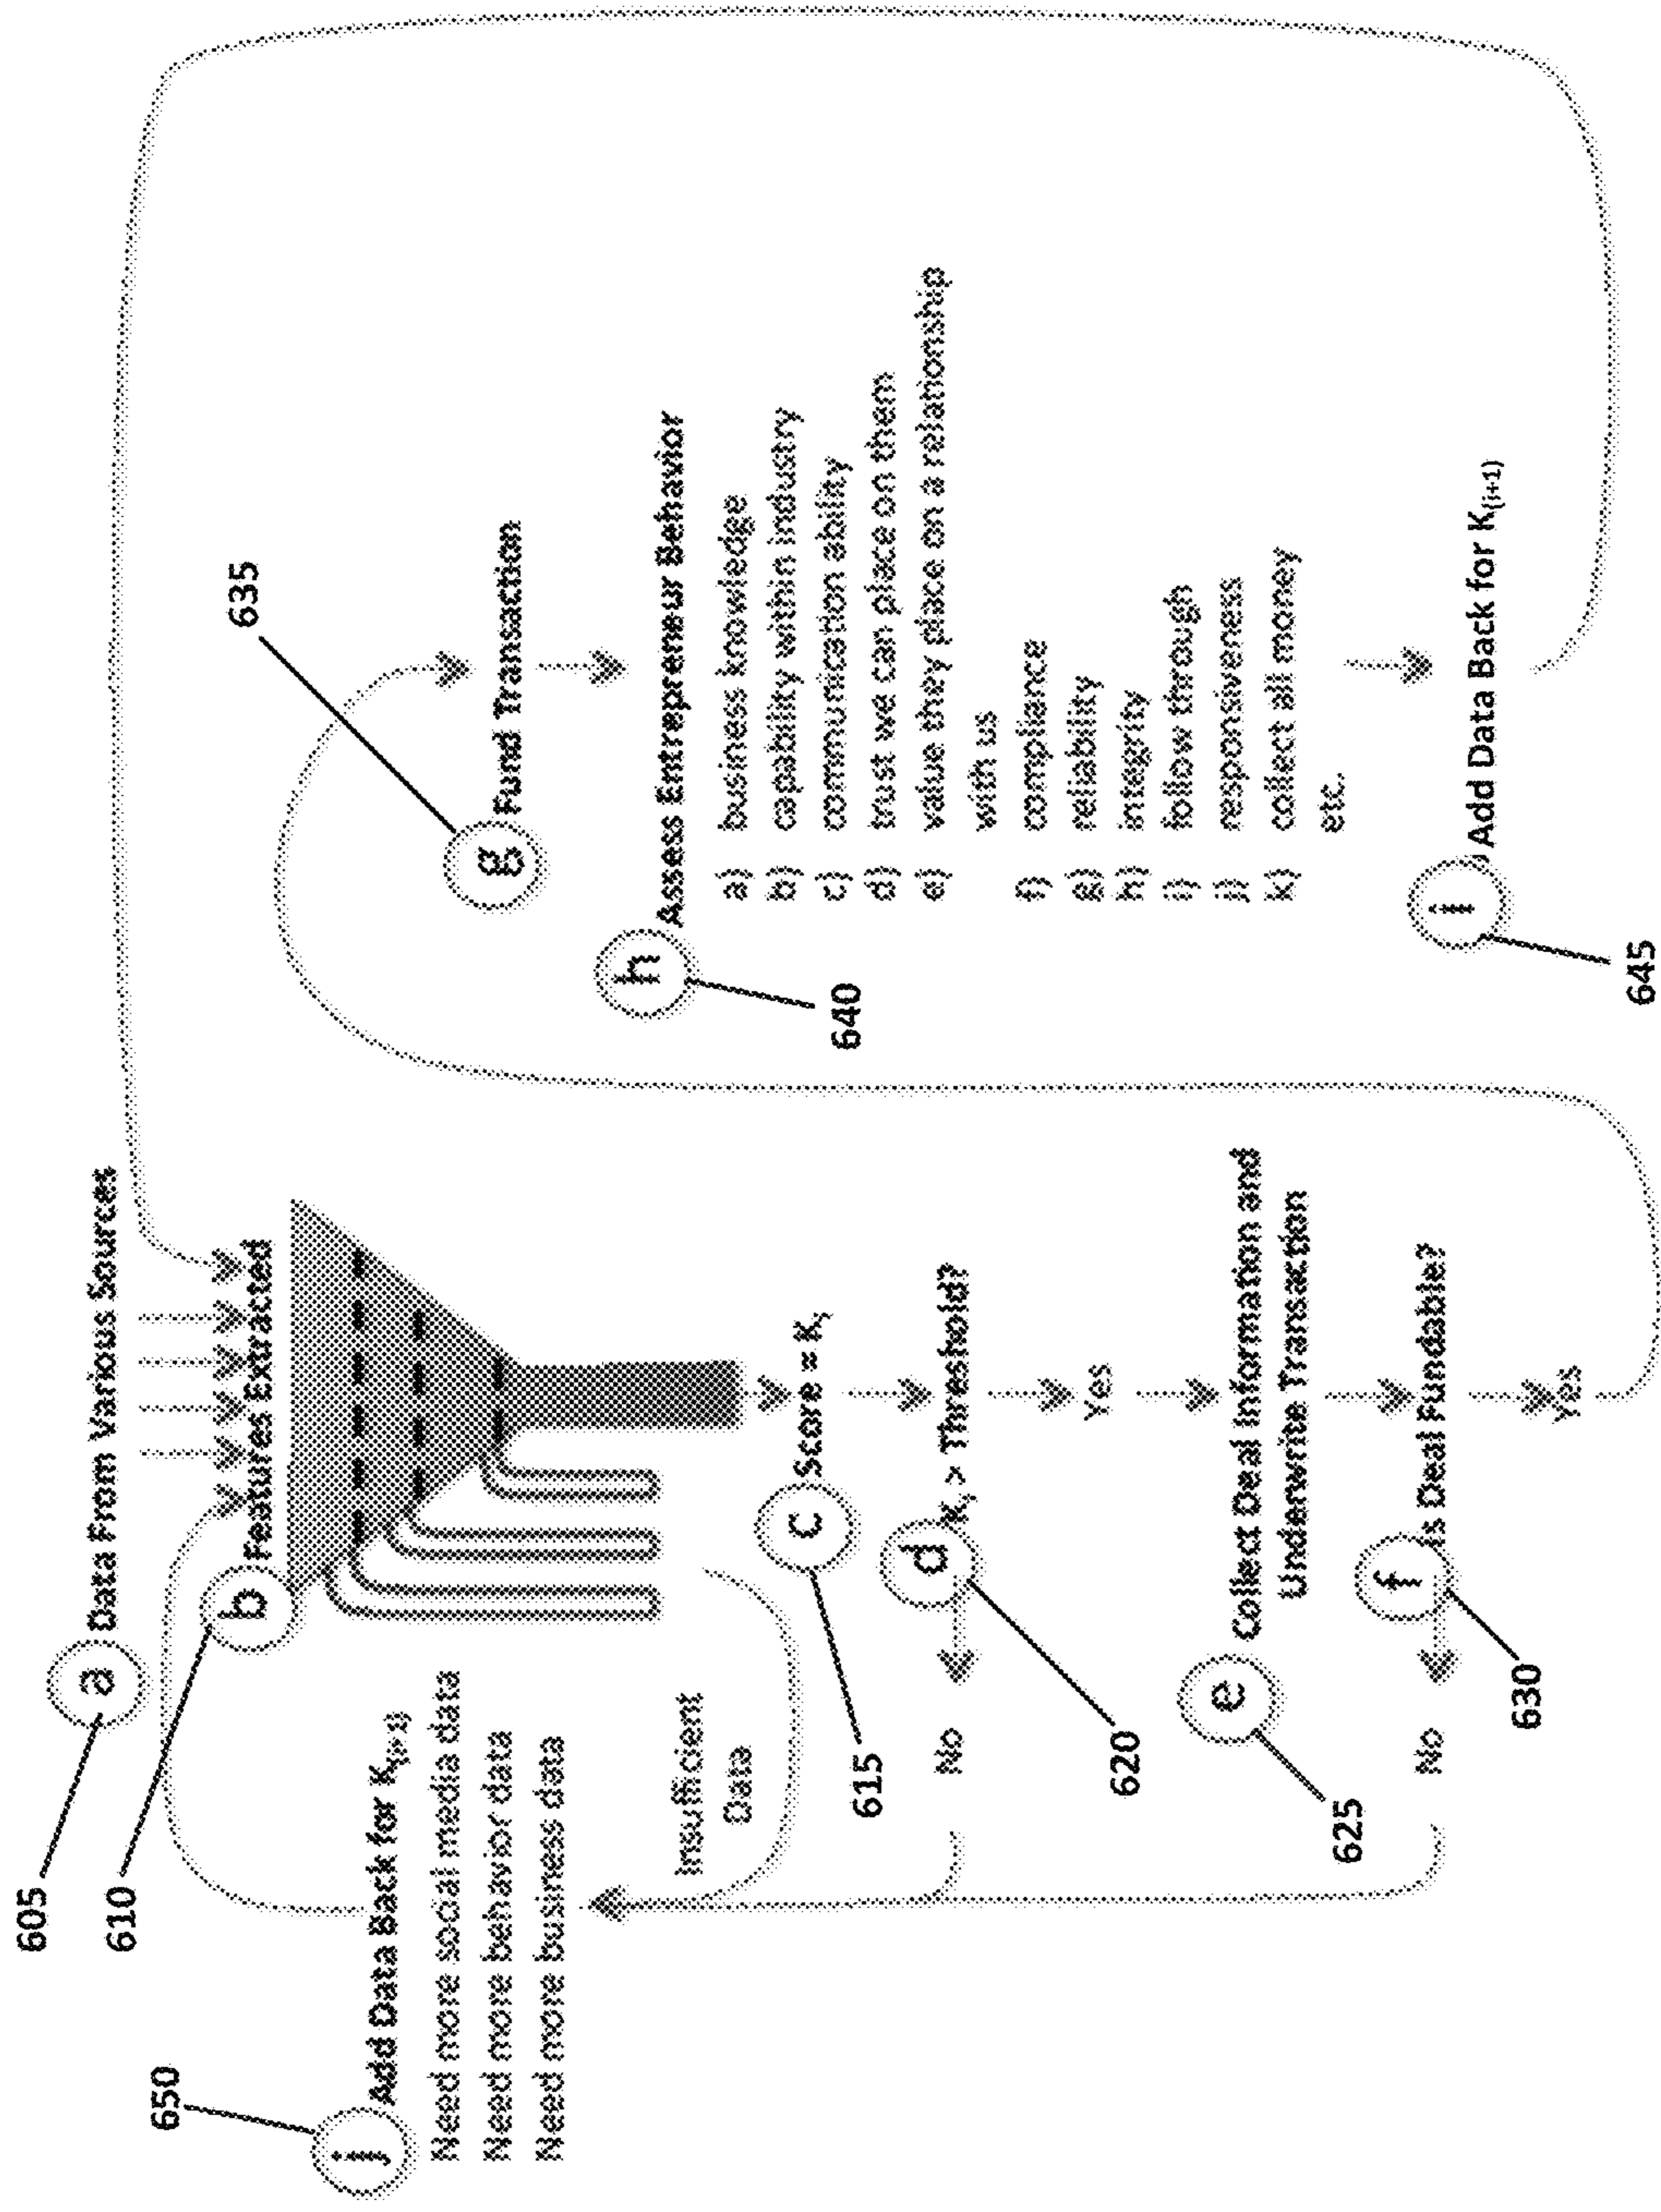 605
a Data From Various Sources
610
b Features Extracted
650
j Add Data Back for K(i+1)
Need more social media data
Need more behavior data
Need more business data
Insufficient
Data
615
c Score = Ki
620
d Ki > Threshold?
No
Yes
625
e Collect Deal Information and
Underwrite Transaction
630
f Is Deal Fundable?
No
Yes
635
g Fund Transaction
640
h Assess Entrepreneur Behavior
a) business knowledge
b) capability within industry
c) communication ability
d) trust we can place on them
e) value they place on a relationship
with us
f) compliance
g) reliability
h) integrity
i) follow through
j) responsiveness
k) collect all money
etc.
645
i Add Data Back for K(i+1)